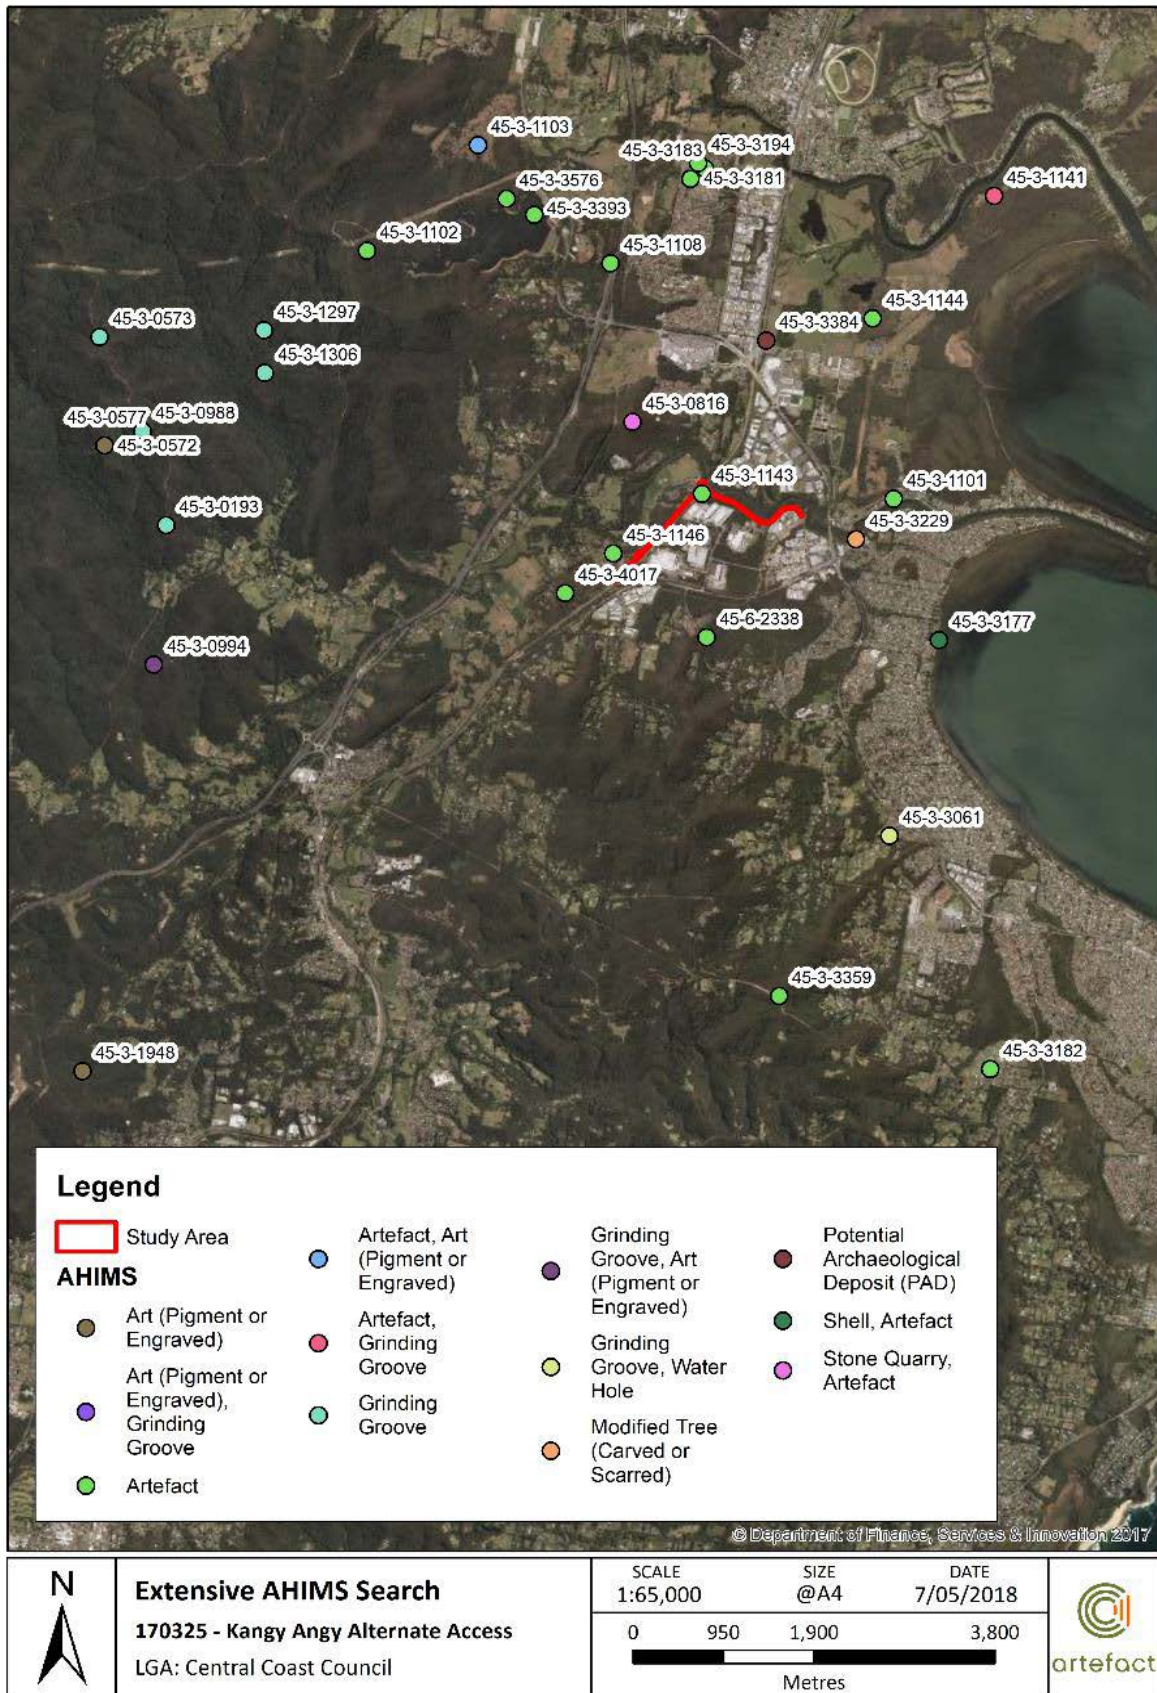 45-3-1103
45-3-3183
45-3-3194
45-3-3181
45-3-1141
45-3-3576
45-3-3393
45-3-1102
45-3-1108
45-3-1144
45-3-0573
45-3-1297
45-3-3384
45-3-1306
45-3-0816
45-3-0577
45-3-0988
45-3-0572
45-3-1143
45-3-1101
45-3-0193
45-3-3229
45-3-1146
45-3-4017
45-6-2338
45-3-3177
45-3-0994
45-3-3061
45-3-3359
45-3-1948
45-3-3182
Legend
Study Area
AHIMS
Art (Pigment or
Engraved)
Art (Pigment or
Engraved),
Grinding
Groove
Artefact
Artefact, Art
(Pigment or
Engraved)
Artefact,
Grinding
Groove
Grinding
Groove
Grinding
Groove, Art
(Pigment or
Engraved)
Grinding
Groove, Water
Hole
Modified Tree
(Carved or
Scarred)
Potential
Archaeological
Deposit (PAD)
Shell, Artefact
Stone Quarry,
Artefact
© Department of Finance, Services & Innovation 2017
N
Extensive AHIMS Search
170325 - Kangy Angy Alternate Access
LGA: Central Coast Council
SCALE
1:65,000
SIZE
@A4
DATE
7/05/2018
0 950 1,900 3,800
Metres
artefact